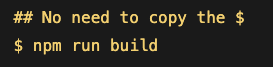 ## No need to copy the $
$ npm run build